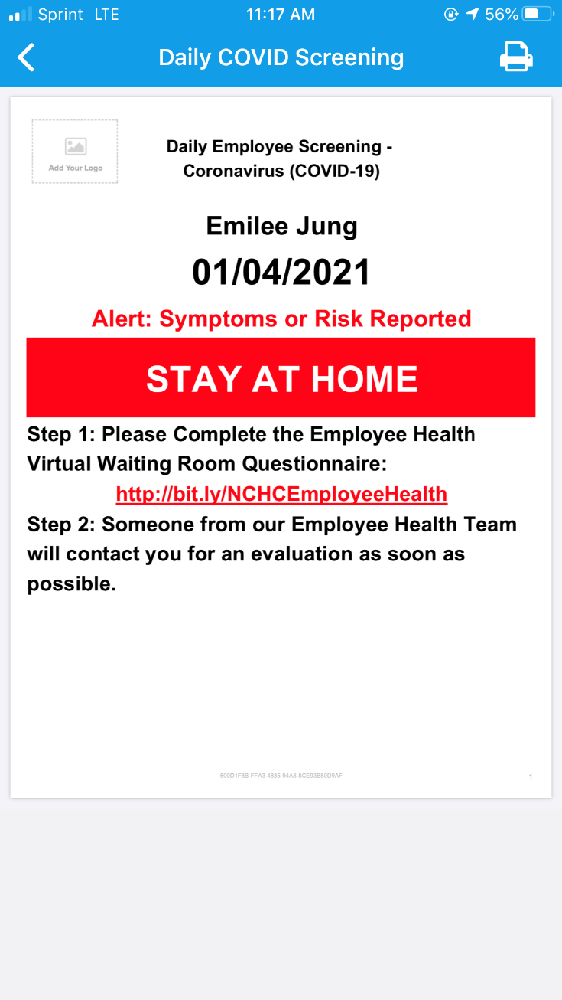 Sprint LTE
11:17 AM
56%
Daily COVID Screening
Add Your Logo
Daily Employee Screening -
Coronavirus (COVID-19)
Emilee Jung
01/04/2021
Alert: Symptoms or Risk Reported
STAY AT HOME
Step 1: Please Complete the Employee Health
Virtual Waiting Room Questionnaire:
http://bit.ly/NCHCEmployeeHealth
Step 2: Someone from our Employee Health Team
will contact you for an evaluation as soon as
possible.
500D1F8B-FFA3-4885-94A8-8CE93B80D9AF
1